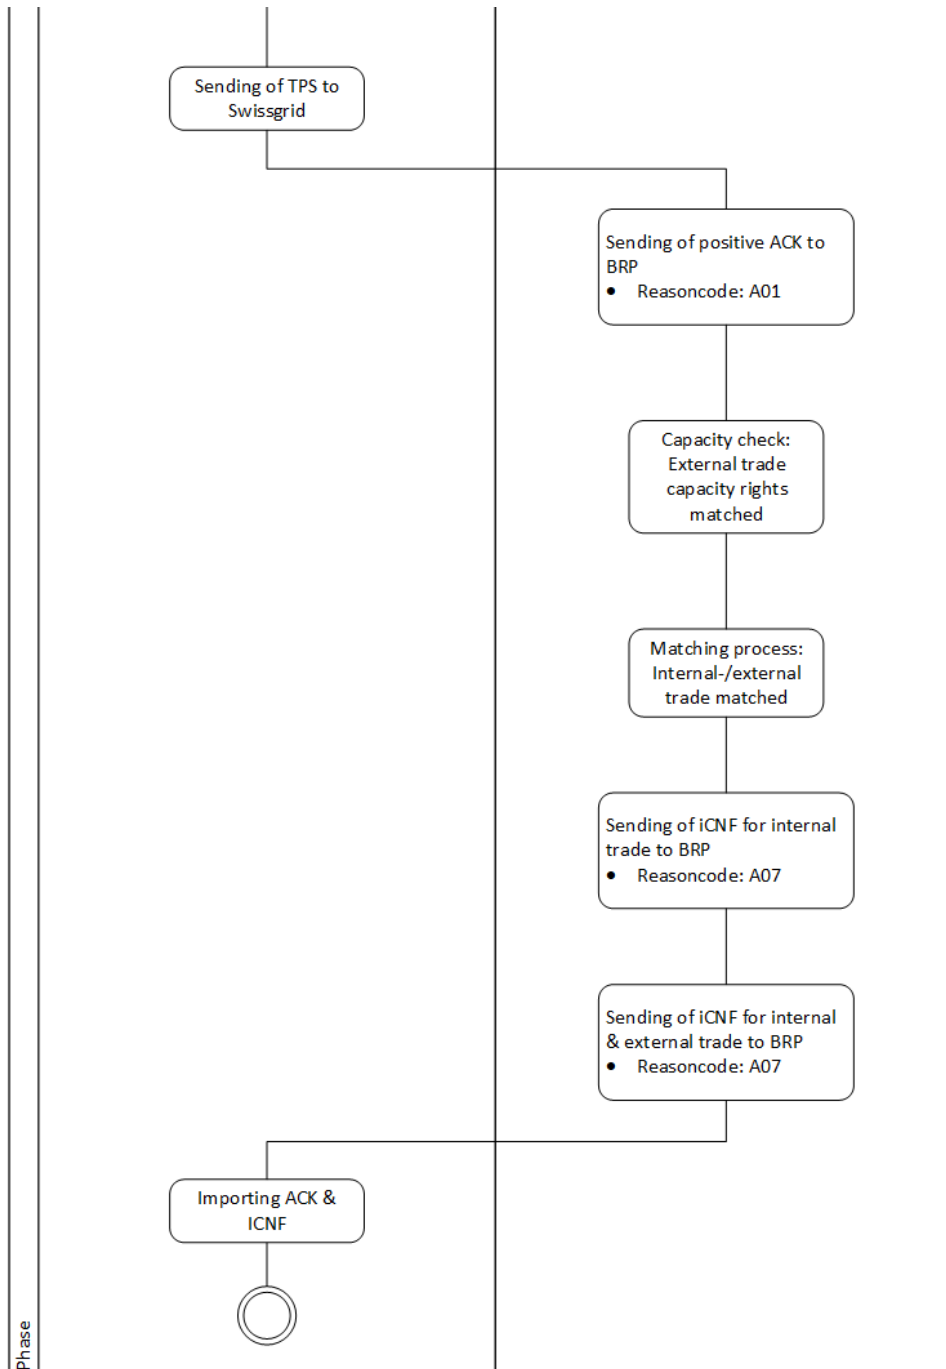 Sending of TPS to
Swissgrid
Sending of positive ACK to
BRP
• Reasoncode: A01
Capacity check:
External trade
capacity rights
matched
Matching process:
Internal-/external
trade matched
Sending of iCNF for internal
trade to BRP
• Reasoncode: A07
Sending of iCNF for internal
& external trade to BRP
• Reasoncode: A07
Importing ACK &
ICNF
Phase